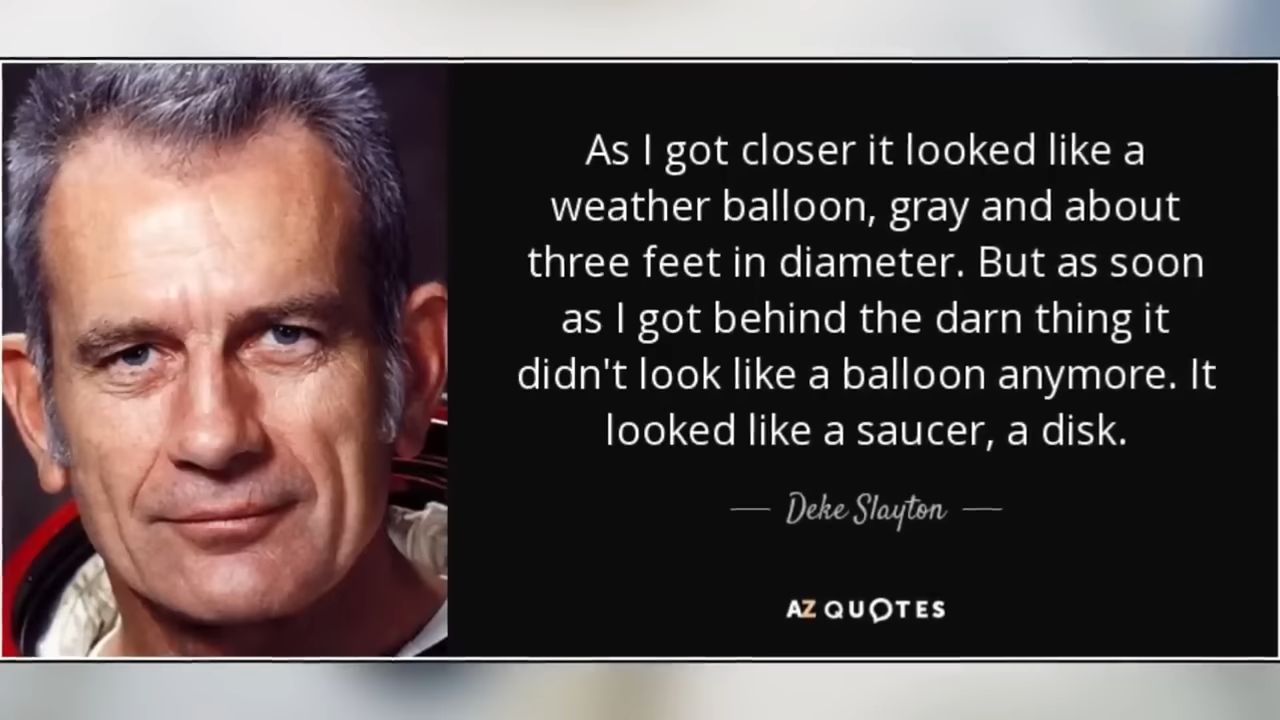 As I got closer it looked like a
weather balloon, gray and about
three feet in diameter. But as soon
as I got behind the darn thing it
didn't look like a balloon anymore. It
looked like a saucer, a disk.
Deke Slayton
AZ QUOTES